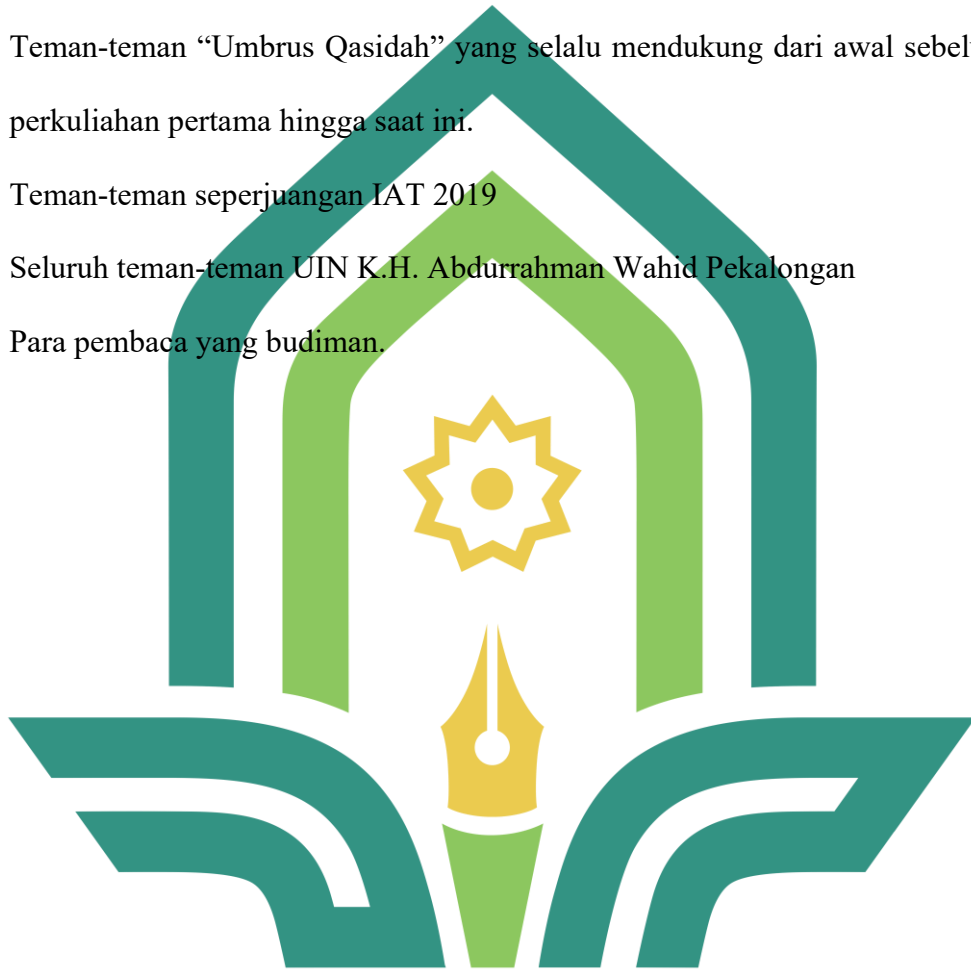 Teman-teman “Umbrus Qasidah” yang selalu mendukung dari awal
perkuliahan pertama hingga saat ini.
Teman-teman seperjuangan IAT 2019
Seluruh teman-teman UIN K.H. Abdurrahman Wahid Pekalongan
Para pembaca yang budiman.